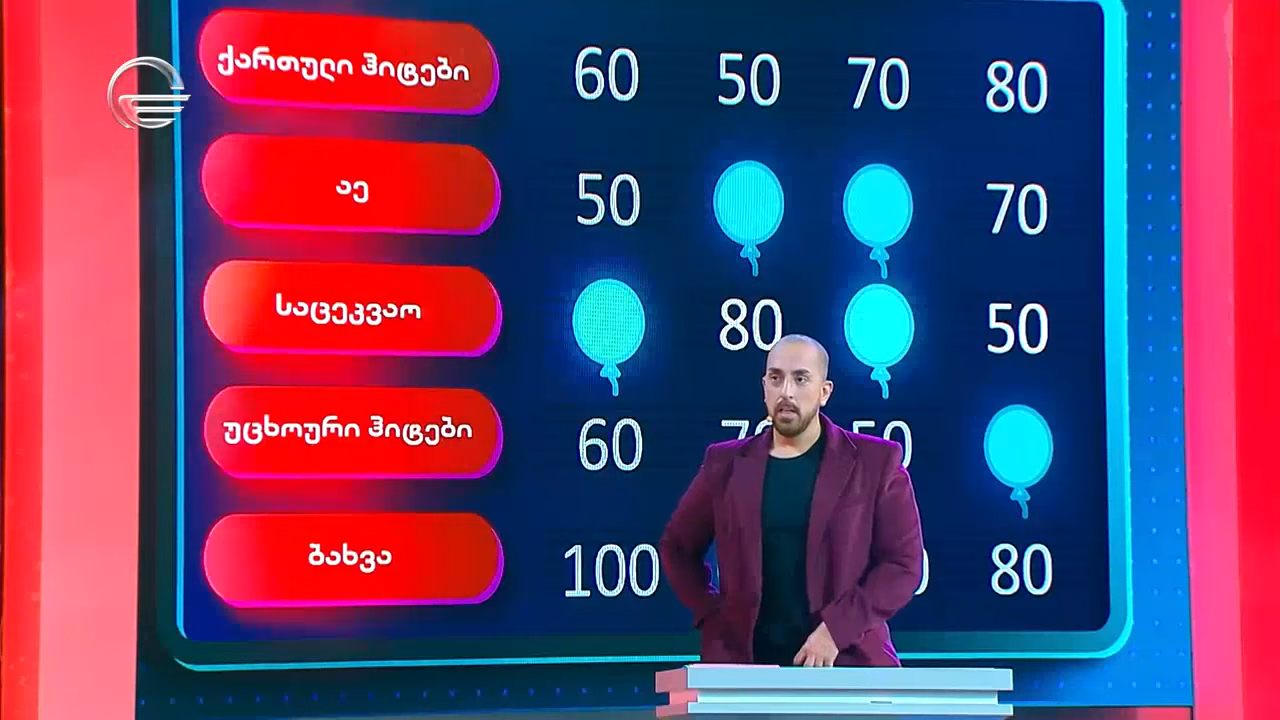 ქართული ჰიტები 60 50 70 80
აე 50 70
საცეკვაო 80 50
უცხოური ჰიტები 60
ბახვა 100 80